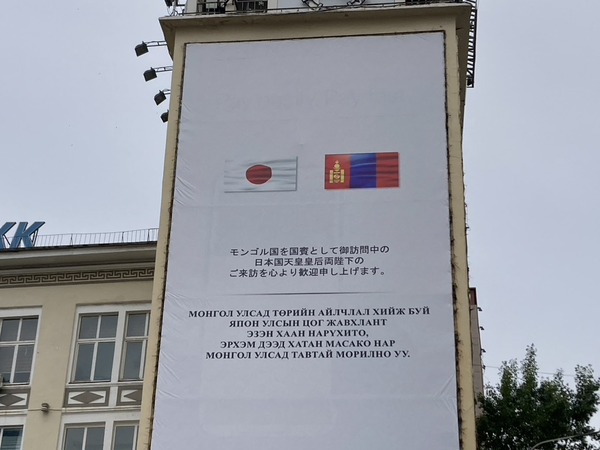 モンゴル国を国賓として御訪問中の
日本国天皇皇后両陛下の
ご来訪を心より歓迎申し上げます。
МОНГОЛ УЛСАД ТӨРИЙН АЙЛЧЛАЛ ХИЙЖ БУЙ
ЯПОН УЛСЫН ЦОГ ЖАВХЛАНТ
ЭЗЭН ХААН НАРУХИТО,
ЭРХЭМ ДЭЭД ХАТАН МАСАКО НАР
МОНГОЛ УЛСАД ТАВТАЙ МОРИЛНО УУ.